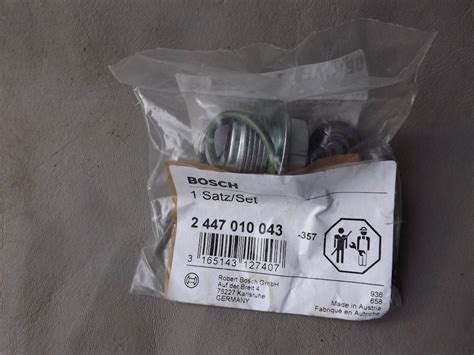 BOSCH
1 Satz/Set
2 447 010 043 -357
3 165143 127407
Robert Bosch GmbH
Auf der Breit 4
76227 Karlsruhe
GERMANY
936
658
Made in Austria
Fabriqué en Autriche